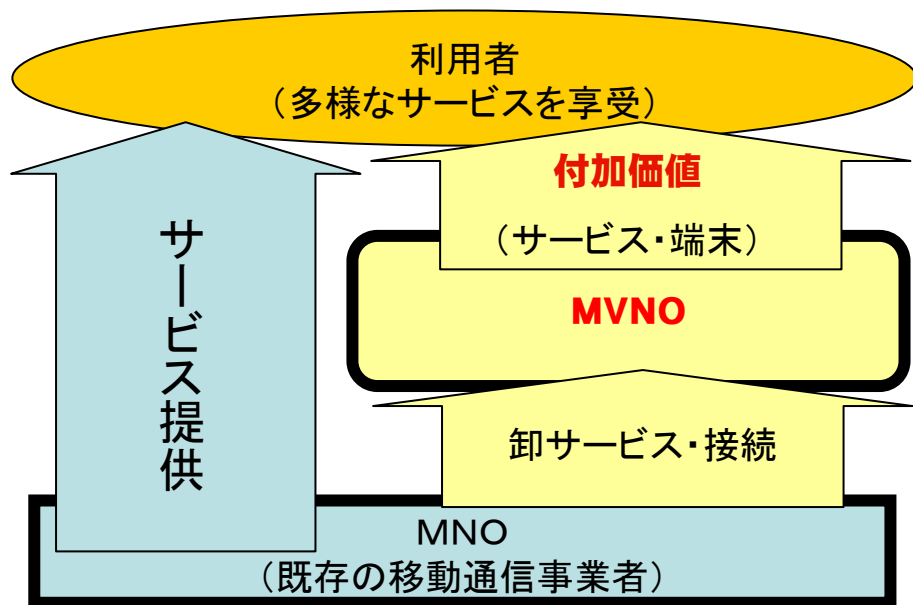 利用者
（多様なサービスを享受）
付加価値
（サービス・端末）
サービス提供
MVNO
卸サービス・接続
MNO
（既存の移動通信事業者）